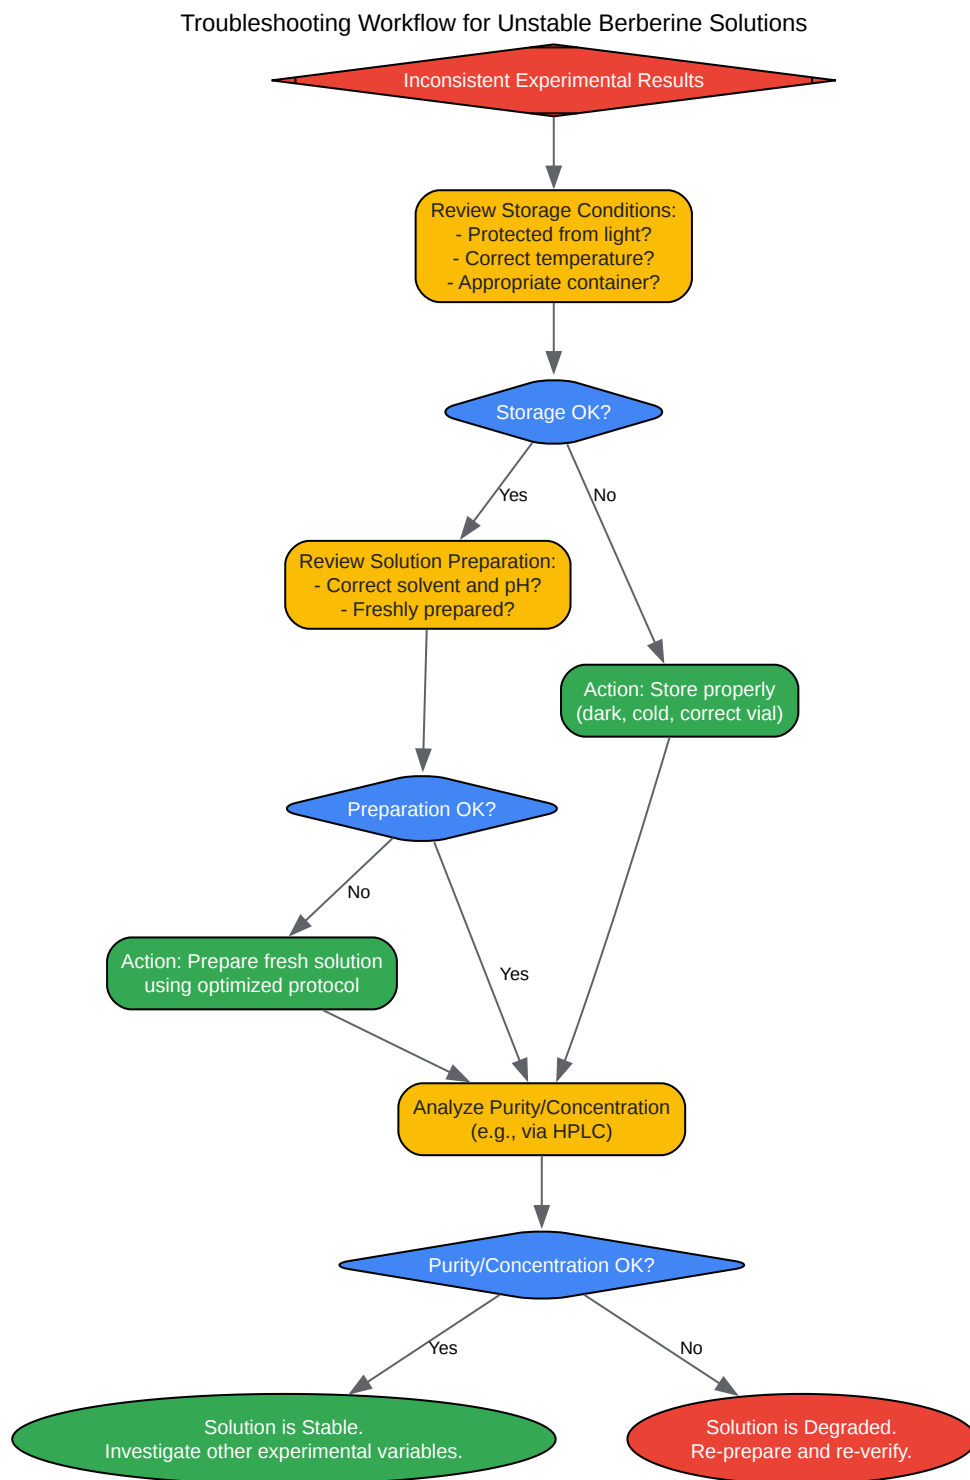 Troubleshooting Workflow for Unstable Berberine Solutions
Inconsistent Experimental Results
Review Storage Conditions:
- Protected from light?
- Correct temperature?
- Appropriate container?
Storage OK?
Yes
No
Review Solution Preparation:
- Correct solvent and pH?
- Freshly prepared?
Action: Store properly
(dark, cold, correct vial)
Preparation OK?
No
Yes
Action: Prepare fresh solution
using optimized protocol
Analyze Purity/Concentration
(e.g., via HPLC)
Purity/Concentration OK?
Yes
No
Solution is Stable.
Investigate other experimental variables.
Solution is Degraded.
Re-prepare and re-verify.